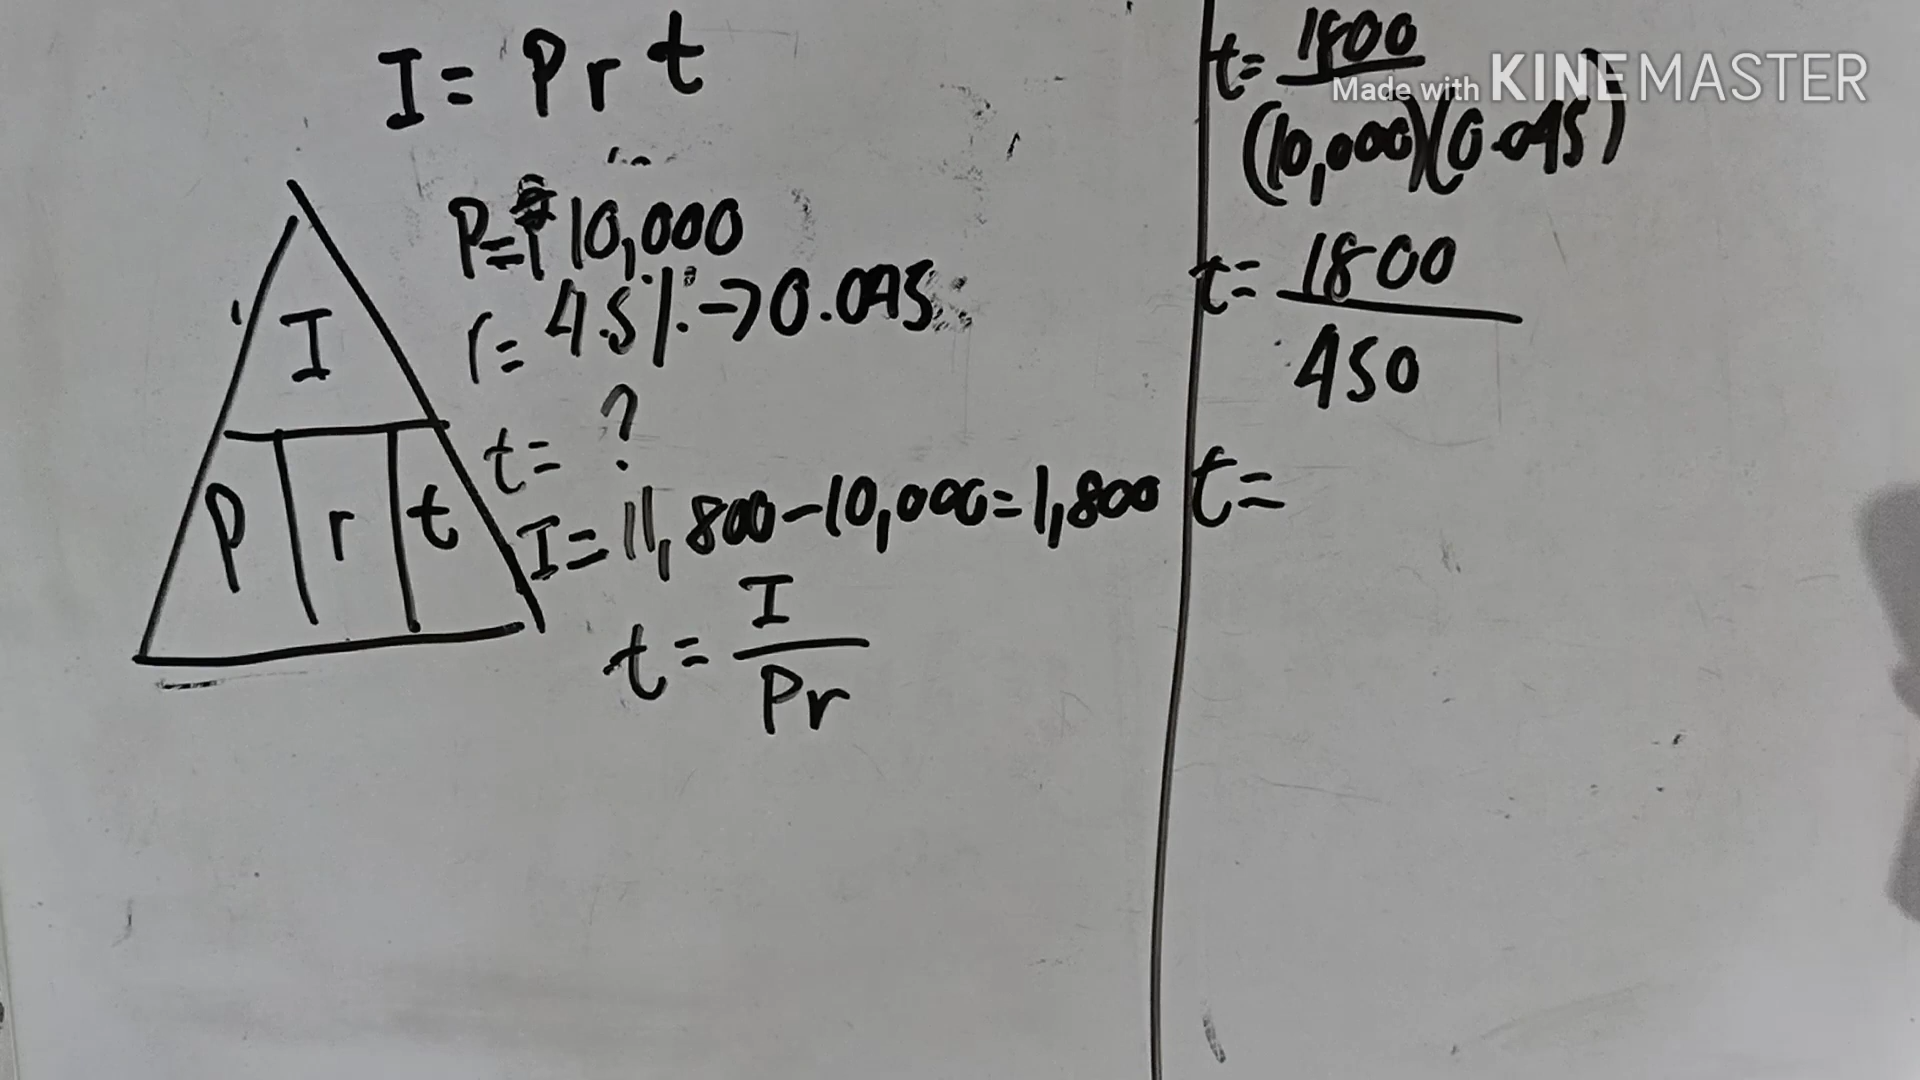 I = Prt
P = ₱10,000
r = 4.5% → 0.045
t = ?
I = 11,800 - 10,000 = 1,800
t = I / Pr
I
P r t
t = 1800 / (10,000)(0.045)
t = 1800 / 450
t =
Made with KINEMASTER